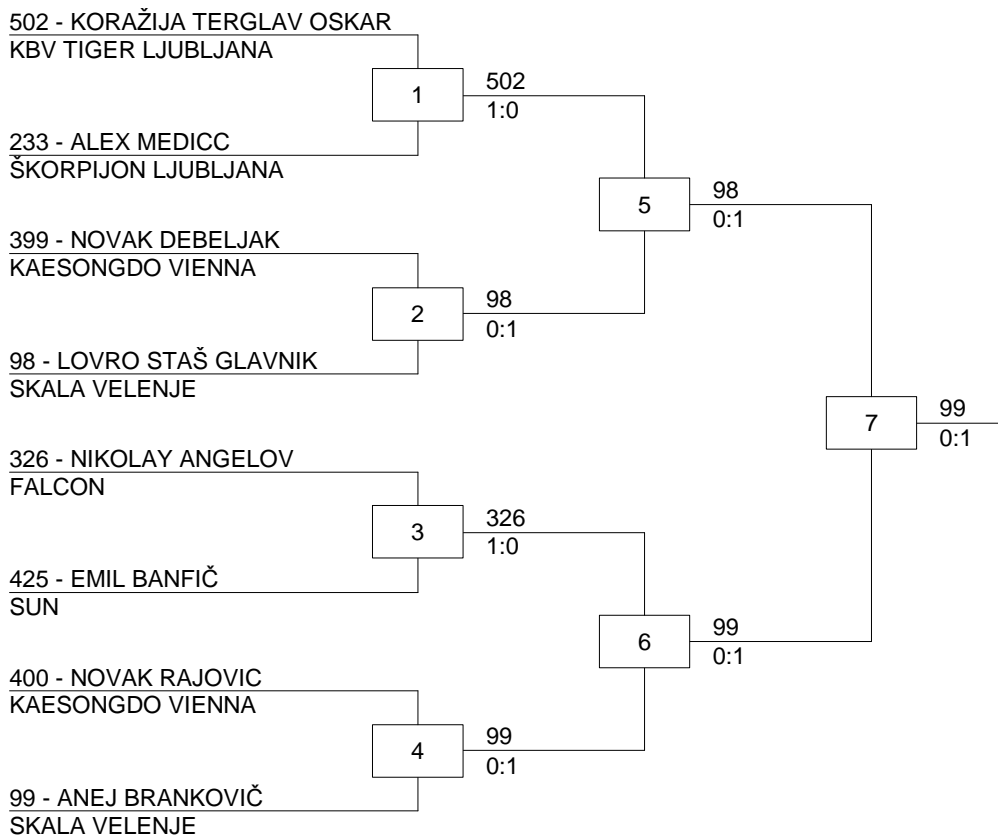 502 - KORAŽIJA TERGLAV OSKAR
KBV TIGER LJUBLJANA
1
502
1:0
233 - ALEX MEDICC
ŠKORPIJON LJUBLJANA
5
98
0:1
399 - NOVAK DEBELJAK
KAESONGDO VIENNA
2
98
0:1
98 - LOVRO STAŠ GLAVNIK
SKALA VELENJE
7
99
0:1
326 - NIKOLAY ANGELOV
FALCON
3
326
1:0
425 - EMIL BANFIČ
SUN
6
99
0:1
400 - NOVAK RAJOVIC
KAESONGDO VIENNA
4
99
0:1
99 - ANEJ BRANKOVIČ
SKALA VELENJE